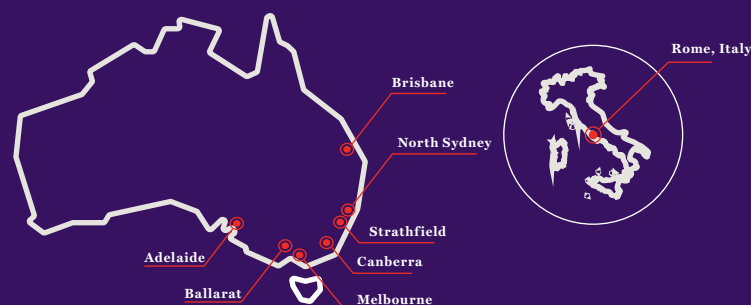 Rome, Italy
Brisbane
North Sydney
Strathfield
Adelaide
Canberra
Ballarat
Melbourne